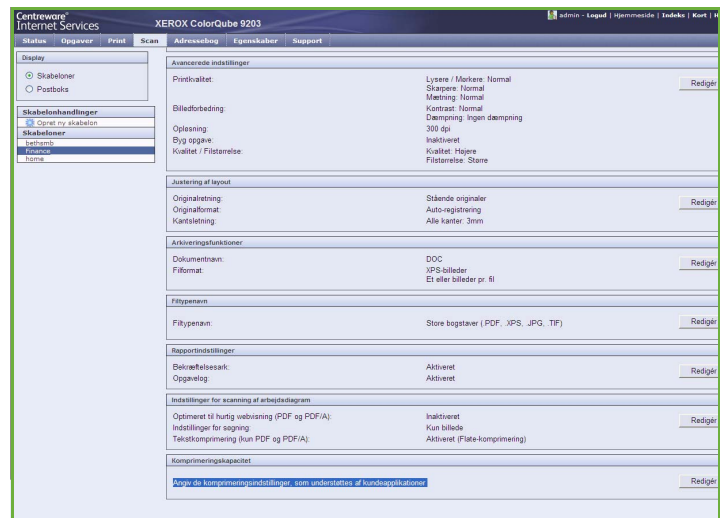 Centreware®
Internet Services
XEROX ColorQube 9203
admin - Logud | Hjemmeside | Indeks | Kort | H
Status Opgaver Print Scan Adressebog Egenskaber Support
Display
Skabeloner
Postboks
Skabelonhandlinger
Opret ny skabelon
Skabeloner
bethsmb
Finance
home
Avancerede indstillinger
Printkvalitet: Lysere / Mørkere: Normal Redigér
Skarpere: Normal
Mætning: Normal
Billedforbedring: Kontrast: Normal
Dæmpning: Ingen dæmpning
Opløsning: 300 dpi
Byg opgave: Inaktiveret
Kvalitet / Filstørrelse: Kvalitet: Højere
Filstørrelse: Større
Justering af layout
Originalretning: Stående originaler Redigér
Originalformat: Auto-registrering
Kantsletning: Alle kanter: 3mm
Arkiveringsfunktioner
Dokumentnavn: DOC Redigér
Filformat: XPS-billeder
Et eller billeder pr. fil
Filtypenavn
Filtypenavn: Store bogstaver (.PDF, .XPS, .JPG, .TIF) Redigér
Rapportindstillinger
Bekræftelsesark: Aktiveret Redigér
Opgavelog: Aktiveret
Indstillinger for scanning af arbejdsdiagram
Optimeret til hurtig webvisning (PDF og PDF/A): Inaktiveret Redigér
Indstillinger for søgning: Kun billede
Tekstkomprimering (kun PDF og PDF/A): Aktiveret (Flate-komprimering)
Komprimeringskapacitet
Angiv de komprimeringsindstillinger, som understøttes af kundeapplikationer Redigér